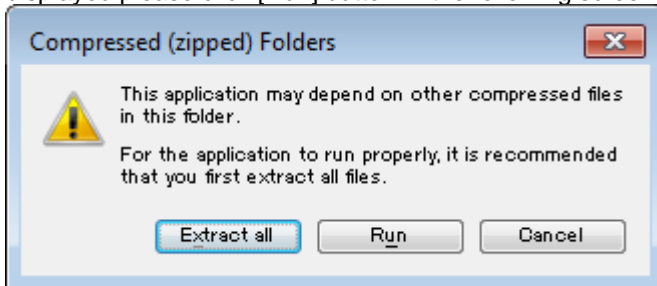 Compressed (zipped) Folders
This application may depend on other compressed files
in this folder.
For the application to run properly, it is recommended
that you first extract all files.
Extract all
Run
Cancel